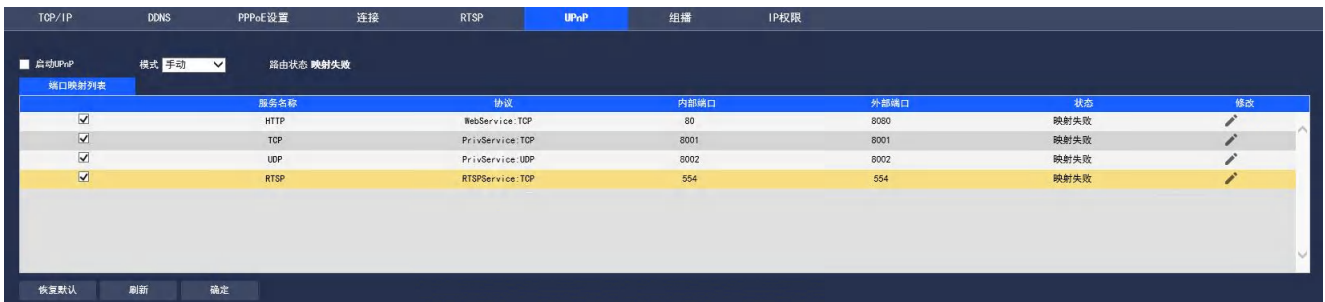 TCP/IP DDNS PPPoE设置 连接 RTSP UPnP 组播 IP权限
启动UPnP 模式 手动 路由状态 映射失败
端口映射列表
服务名称 协议 内部端口 外部端口 状态 修改
HTTP WebService:TCP 80 8080 映射失败
TCP PrivService:TCP 8001 8001 映射失败
UDP PrivService:UDP 8002 8002 映射失败
RTSP RTSPService:TCP 554 554 映射失败
恢复默认 刷新 确定